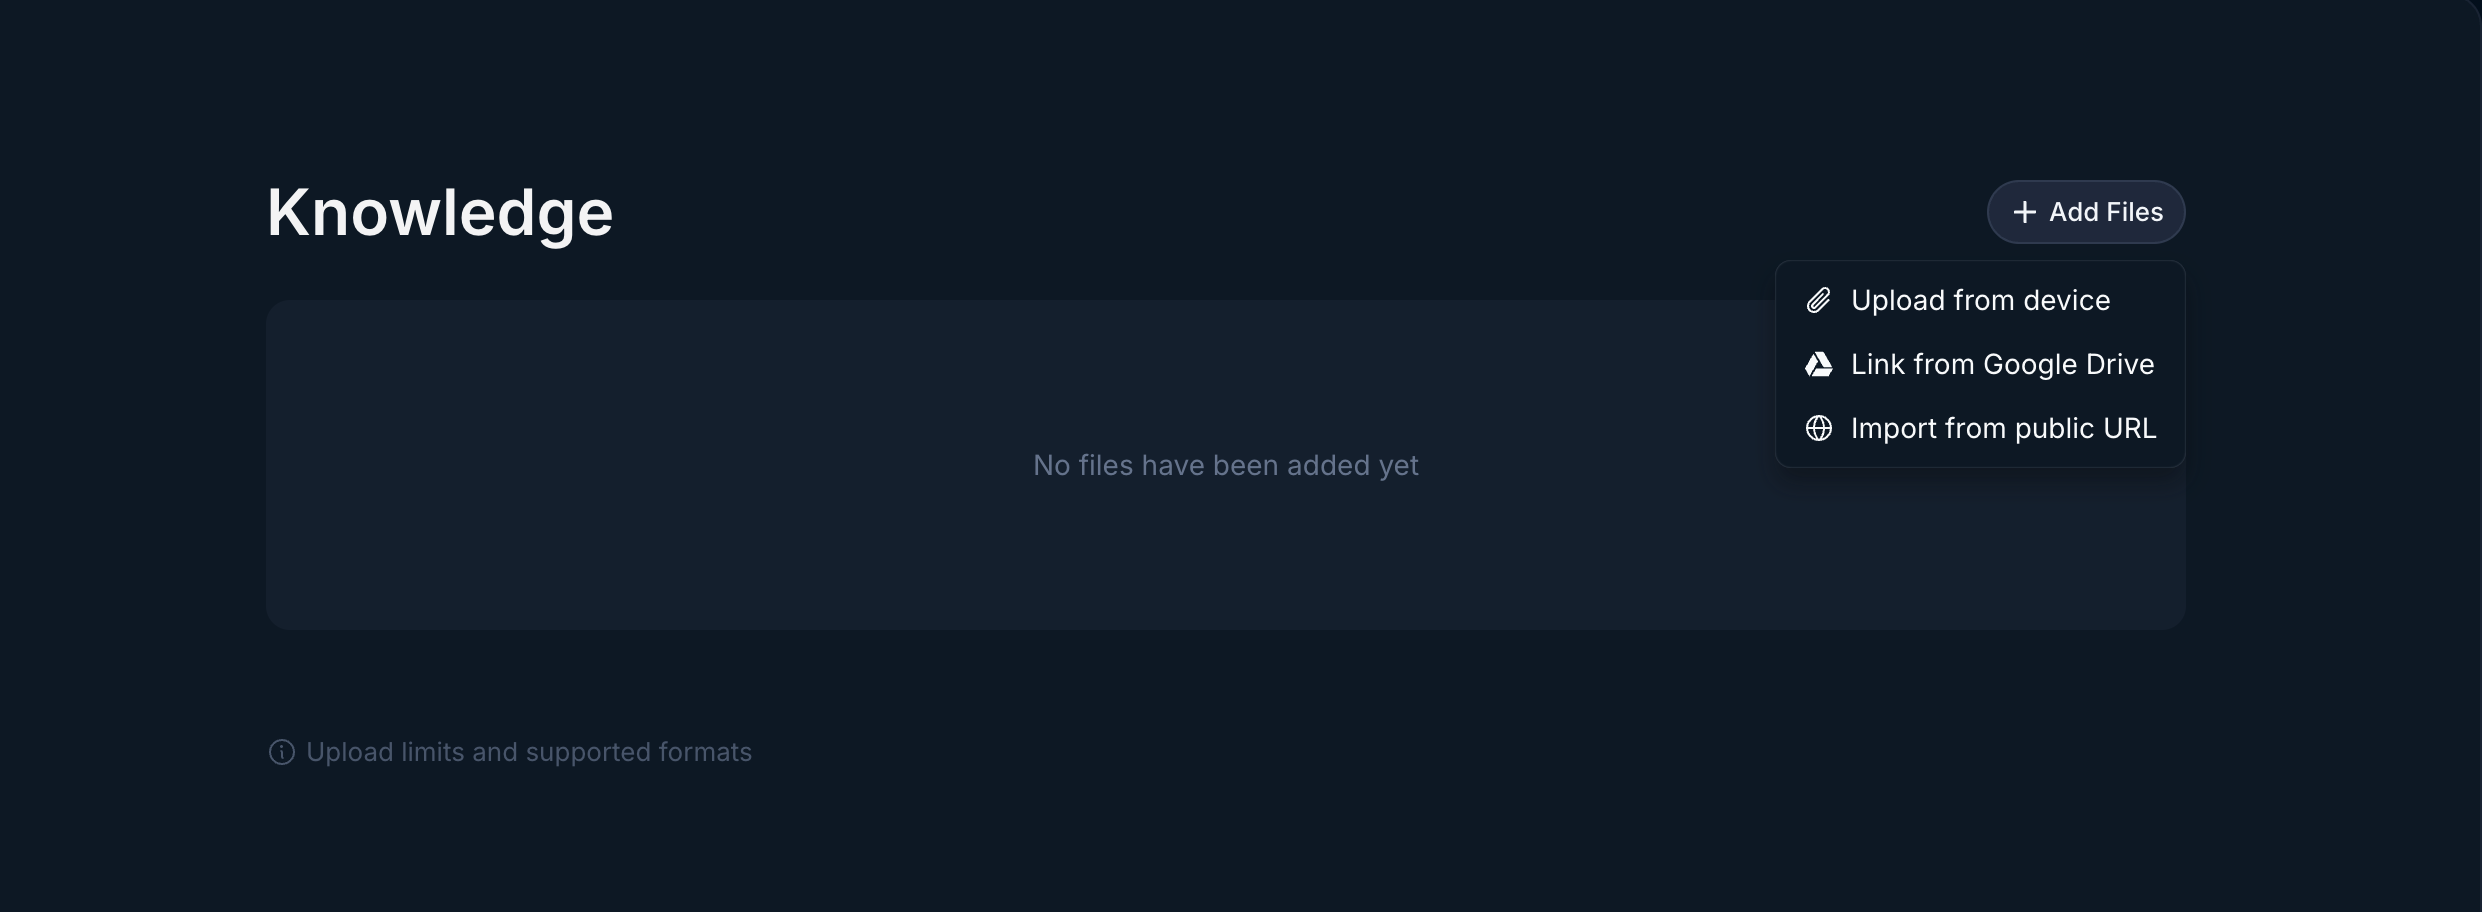 Knowledge
Add Files
Upload from device
Link from Google Drive
Import from public URL
No files have been added yet
Upload limits and supported formats